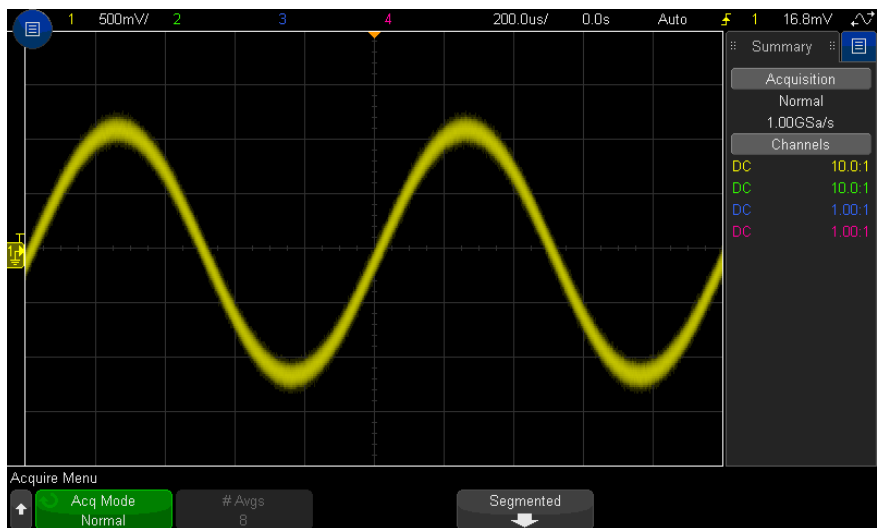 1 500mV/ 2 3 4 200.0us/ 0.0s Auto 1 16.8mV
Summary
Acquisition
Normal
1.00GSa/s
Channels
DC 10.0:1
DC 10.0:1
DC 1.00:1
DC 1.00:1
T
1
Acquire Menu
Acq Mode # Avgs Segmented
Normal 8